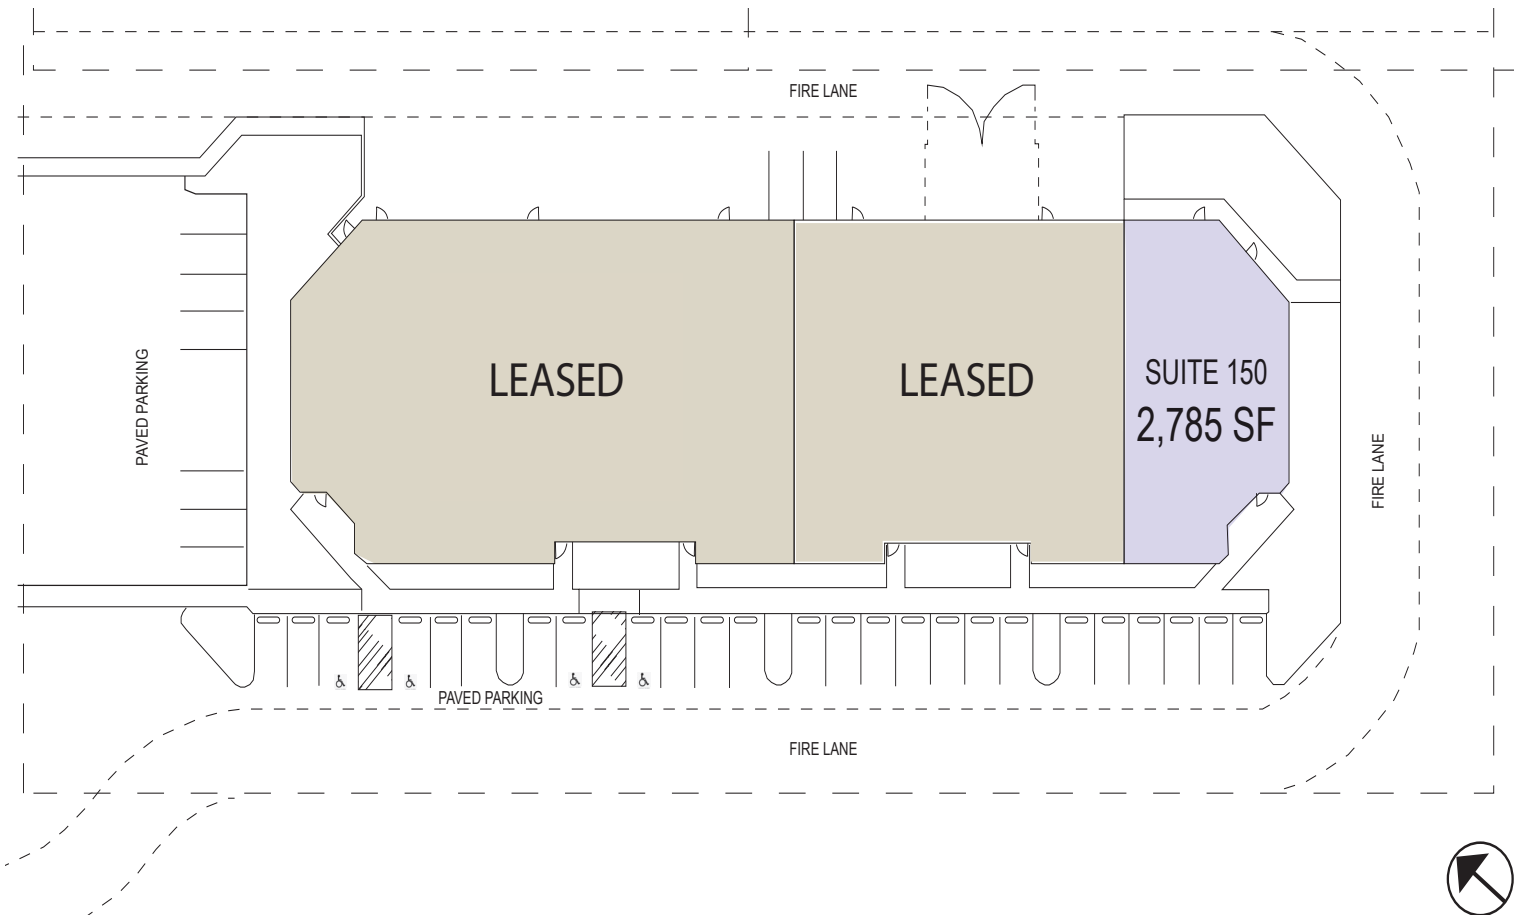 FIRE LANE
PAVED PARKING
LEASED
LEASED
SUITE 150
2,785 SF
FIRE LANE
PAVED PARKING
FIRE LANE